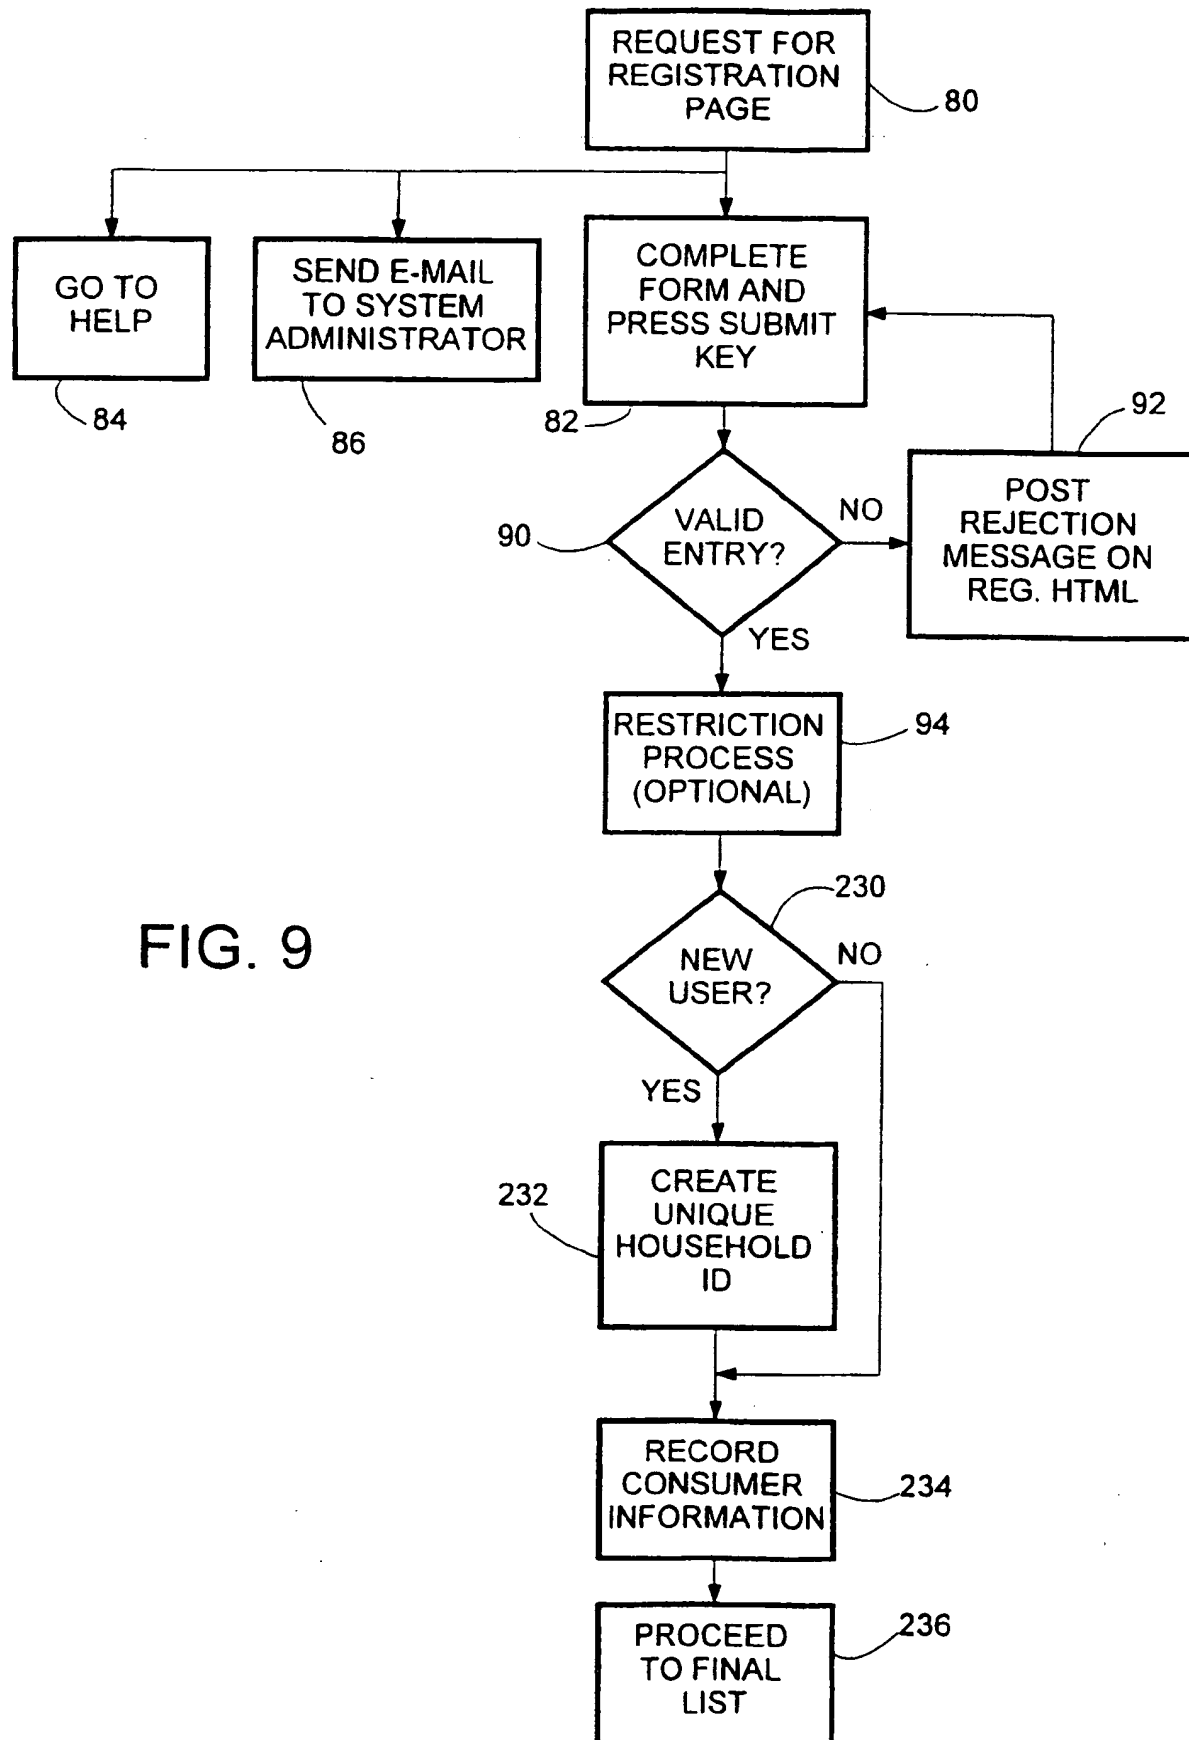 REQUEST FOR
REGISTRATION
PAGE
80
GO TO
HELP
84
SEND E-MAIL
TO SYSTEM
ADMINISTRATOR
86
COMPLETE
FORM AND
PRESS SUBMIT
KEY
82
92
POST
REJECTION
MESSAGE ON
REG. HTML
90
VALID
ENTRY?
NO
YES
RESTRICTION
PROCESS
(OPTIONAL)
94
230
NEW
USER?
NO
YES
FIG. 9
232
CREATE
UNIQUE
HOUSEHOLD
ID
RECORD
CONSUMER
INFORMATION
234
PROCEED
TO FINAL
LIST
236